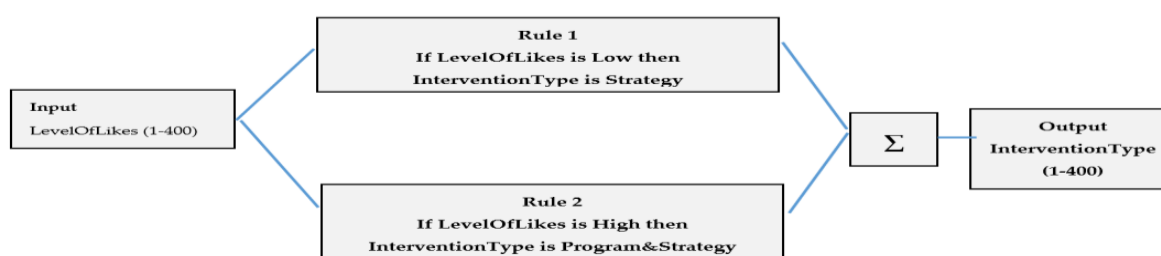 Rule 1
If LevelOfLikes is Low then
InterventionType is Strategy
Input
LevelOfLikes (1-400)
Σ
Output
InterventionType
(1-400)
Rule 2
If LevelOfLikes is High then
InterventionType is Program&Strategy